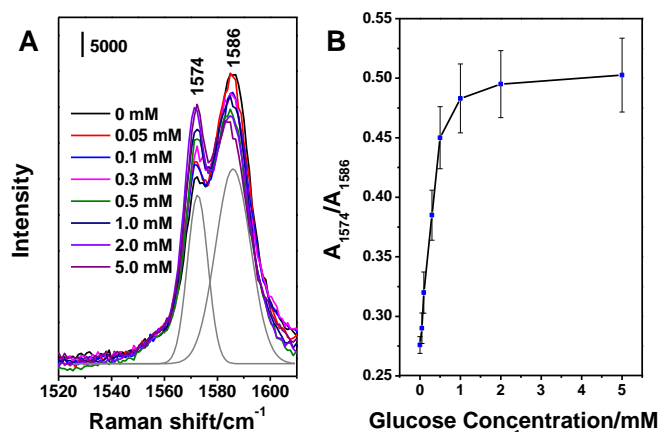 A
5000
1574
1586
0 mM
0.05 mM
0.1 mM
0.3 mM
0.5 mM
1.0 mM
2.0 mM
5.0 mM
Intensity
1520 1540 1560 1580 1600
Raman shift/cm-1
B
0.55
0.50
0.45
0.40
0.35
0.30
0.25
A1574/A1586
0 1 2 3 4 5
Glucose Concentration/mM